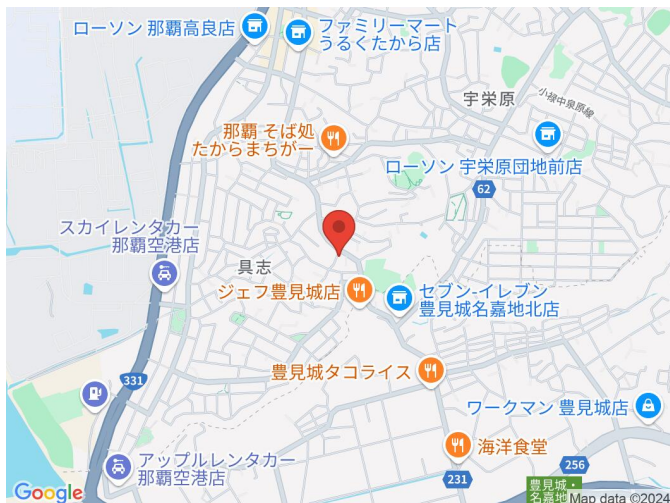 ローソン 那覇高良店
ファミリーマート
うるくたから店
宇栄原
小禄中泉原線
那覇 そば処
たからまちがー
ローソン 宇栄原団地前店
62
スカイレンタカー
那覇空港店
具志
ジェフ豊見城店
セブン-イレブン
豊見城名嘉地北店
331
豊見城タコライス
ワークマン 豊見城店
海洋食堂
アップルレンタカー
那覇空港店
256
231
豊見城・
名嘉地
Google
Map data ©2024